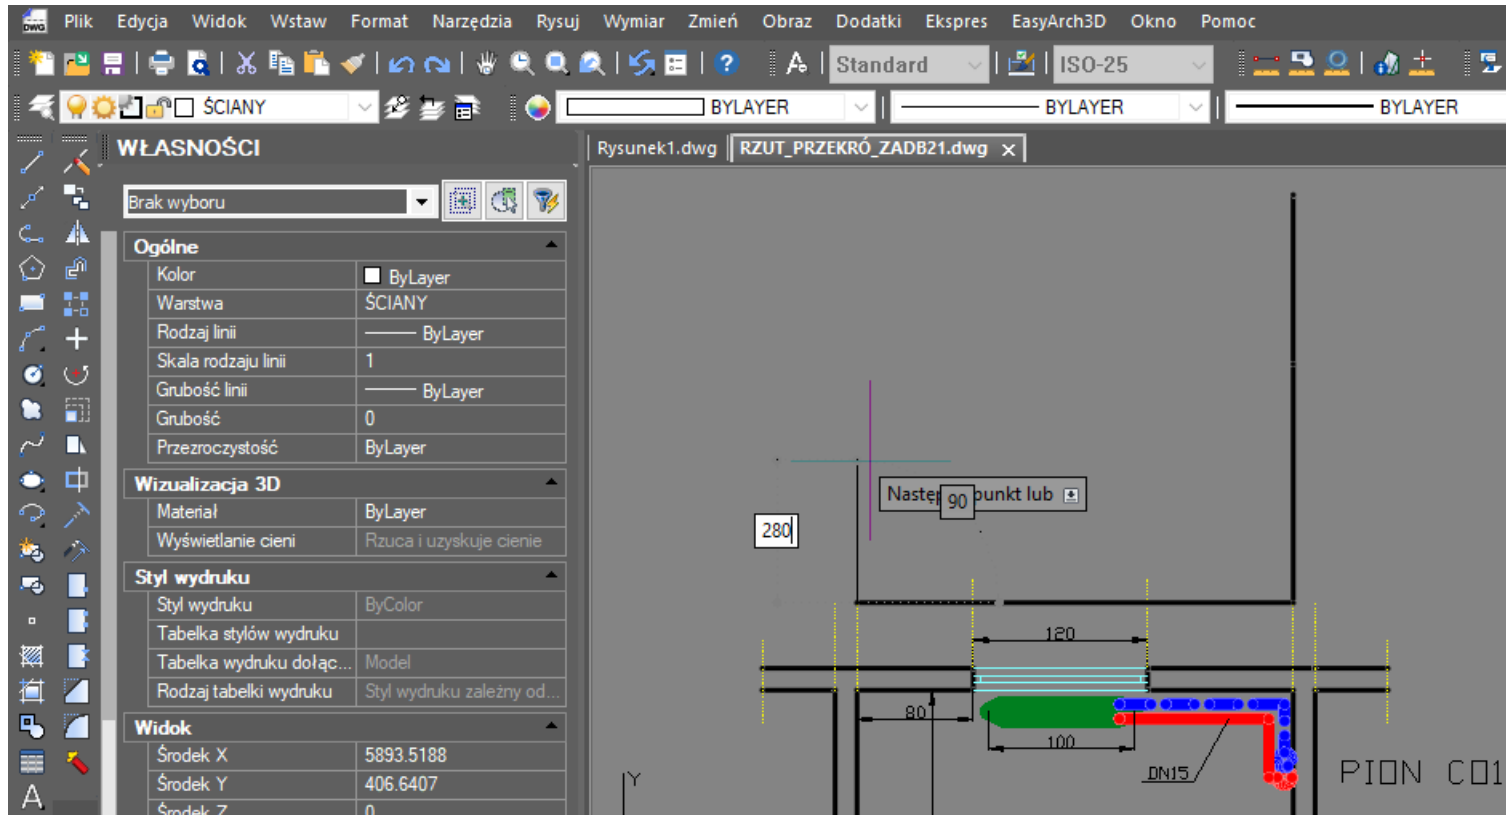 DWG Plik Edycja Widok Wstaw Format Narzędzia Rysuj Wymiar Zmień Obraz Dodatki Ekspres EasyArch3D Okno Pomoc
Standard ISO-25
ŚCIANY BYLAYER BYLAYER BYLAYER
WŁASNOŚCI
Rysunek1.dwg RZUT_PRZEKRÓ_ZADB21.dwg
Brak wyboru
Ogólne
Kolor ByLayer
Warstwa ŚCIANY
Rodzaj linii ByLayer
Skala rodzaju linii 1
Grubość linii ByLayer
Grubość 0
Przezroczystość ByLayer
Wizualizacja 3D
Materiał ByLayer
Wyświetlanie cieni Rzuca i uzyskuje cienie
Styl wydruku
Styl wydruku ByColor
Tabelka stylów wydruku
Tabelka wydruku dołąc... Model
Rodzaj tabelki wydruku Styl wydruku zależny od...
Widok
Środek X 5893.5188
Środek Y 406.6407
Środek Z 0
punkt lub
90
280
120
80
100
DN15
PION CO1
Y